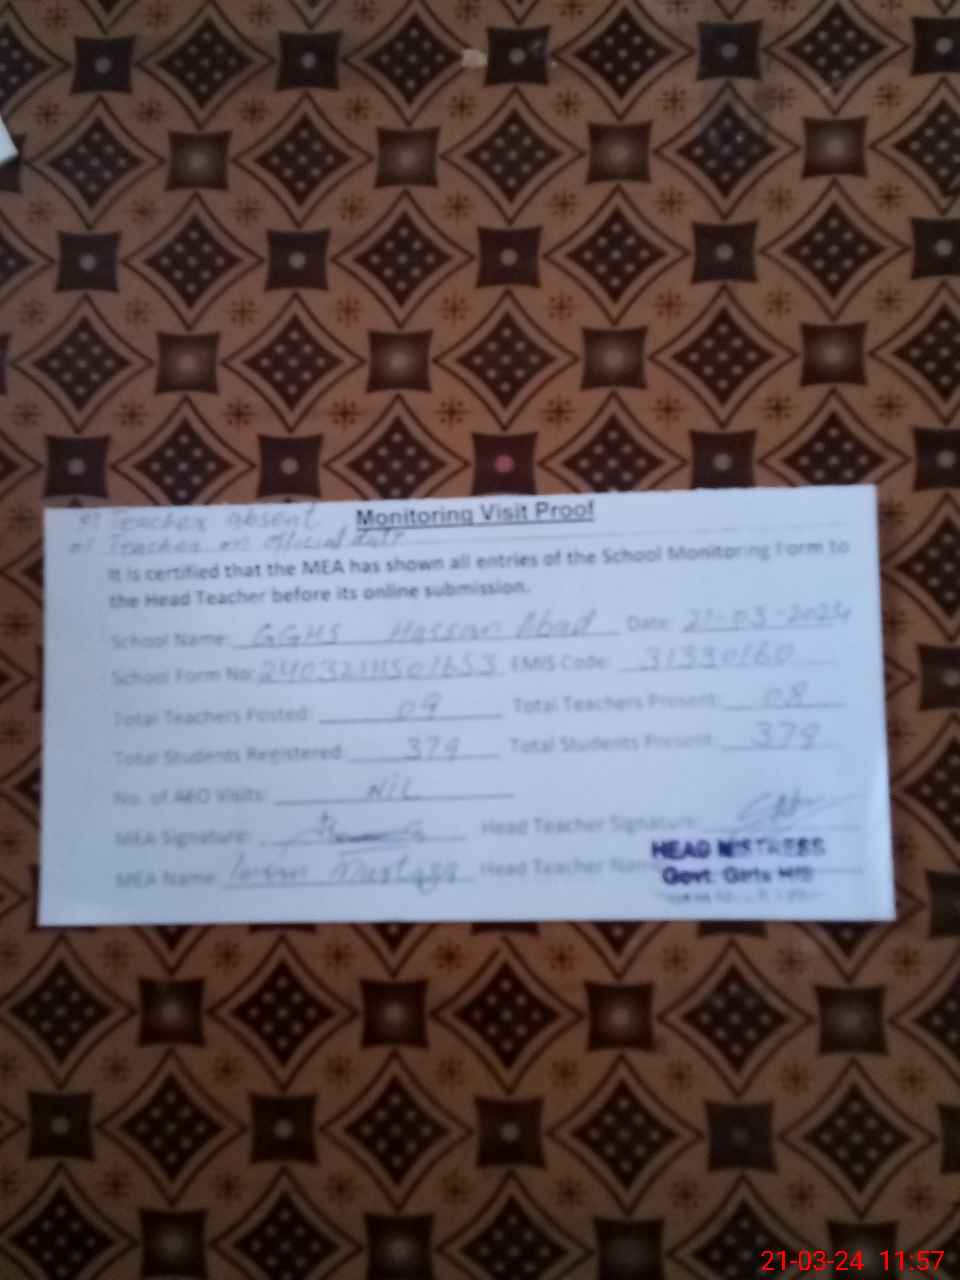 Teacher absent
Monitoring Visit Proof
01 Teacher on official duty
It is certified that the MEA has shown all entries of the School Monitoring Form to
the Head Teacher before its online submission.
School Name: GGHS Hassan Abad Date: 21-03-2024
School Form No: EMIS Code: 31330160
Total Teachers Posted: 09 Total Teachers Present: 08
Total Students Registered: 379 Total Students Present: 379
No. of AEO Visits: NIL
MEA Signature: Head Teacher Signature:
MEA Name: Mustafa Head Teacher Name
HEAD MISTRESS
Govt. Girls H/S
21-03-24 11:57